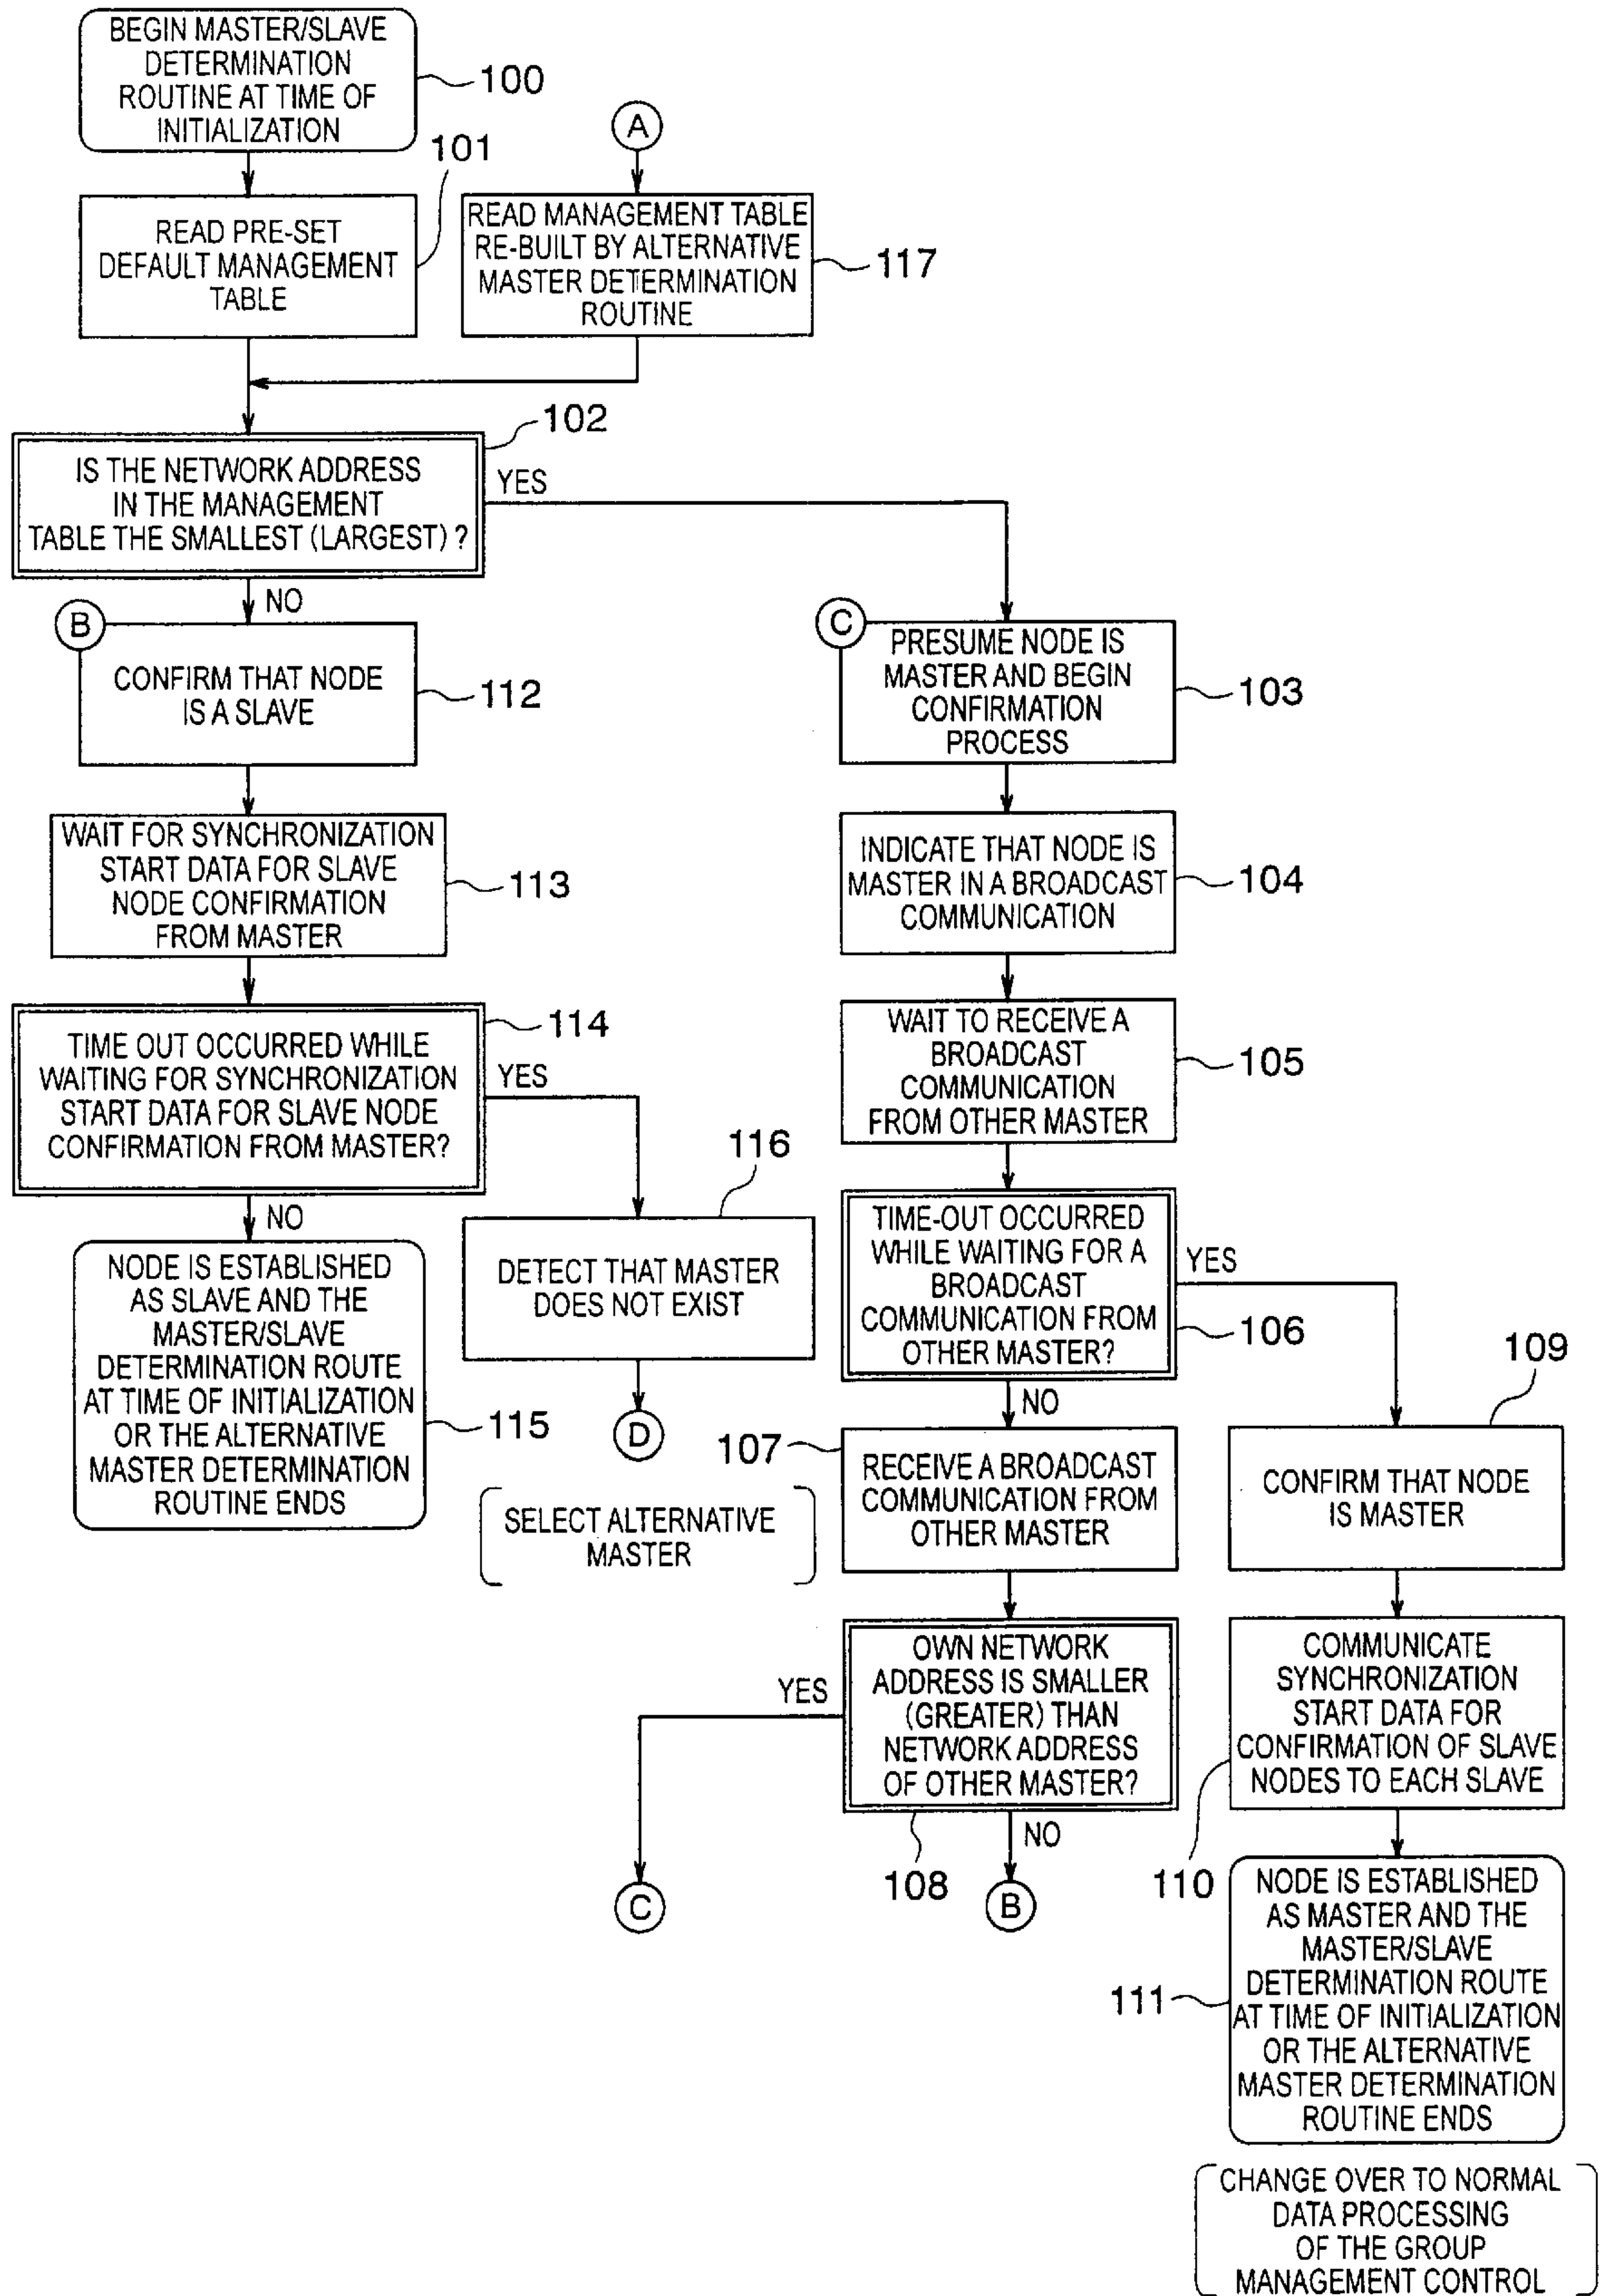 BEGIN MASTER/SLAVE
DETERMINATION
ROUTINE AT TIME OF
INITIALIZATION
100
A
101
READ PRE-SET
DEFAULT MANAGEMENT
TABLE
READ MANAGEMENT TABLE
RE-BUILT BY ALTERNATIVE
MASTER DETERMINATION
ROUTINE
117
102
IS THE NETWORK ADDRESS
IN THE MANAGEMENT
TABLE THE SMALLEST (LARGEST) ?
YES
NO
B
CONFIRM THAT NODE
IS A SLAVE
112
C
PRESUME NODE IS
MASTER AND BEGIN
CONFIRMATION
PROCESS
103
WAIT FOR SYNCHRONIZATION
START DATA FOR SLAVE
NODE CONFIRMATION
FROM MASTER
113
INDICATE THAT NODE IS
MASTER IN A BROADCAST
COMMUNICATION
104
114
TIME OUT OCCURRED WHILE
WAITING FOR SYNCHRONIZATION
START DATA FOR SLAVE NODE
CONFIRMATION FROM MASTER?
YES
NO
WAIT TO RECEIVE A
BROADCAST
COMMUNICATION
FROM OTHER MASTER
105
116
DETECT THAT MASTER
DOES NOT EXIST
D
SELECT ALTERNATIVE
MASTER
NODE IS ESTABLISHED
AS SLAVE AND THE
MASTER/SLAVE
DETERMINATION ROUTE
AT TIME OF INITIALIZATION
OR THE ALTERNATIVE
MASTER DETERMINATION
ROUTINE ENDS
115
TIME-OUT OCCURRED
WHILE WAITING FOR A
BROADCAST
COMMUNICATION FROM
OTHER MASTER?
YES
106
NO
107
RECEIVE A BROADCAST
COMMUNICATION FROM
OTHER MASTER
109
CONFIRM THAT NODE
IS MASTER
OWN NETWORK
ADDRESS IS SMALLER
(GREATER) THAN
NETWORK ADDRESS
OF OTHER MASTER?
YES
NO
108
C
B
COMMUNICATE
SYNCHRONIZATION
START DATA FOR
CONFIRMATION OF SLAVE
NODES TO EACH SLAVE
110
NODE IS ESTABLISHED
AS MASTER AND THE
MASTER/SLAVE
DETERMINATION ROUTE
AT TIME OF INITIALIZATION
OR THE ALTERNATIVE
MASTER DETERMINATION
ROUTINE ENDS
111
CHANGE OVER TO NORMAL
DATA PROCESSING
OF THE GROUP
MANAGEMENT CONTROL